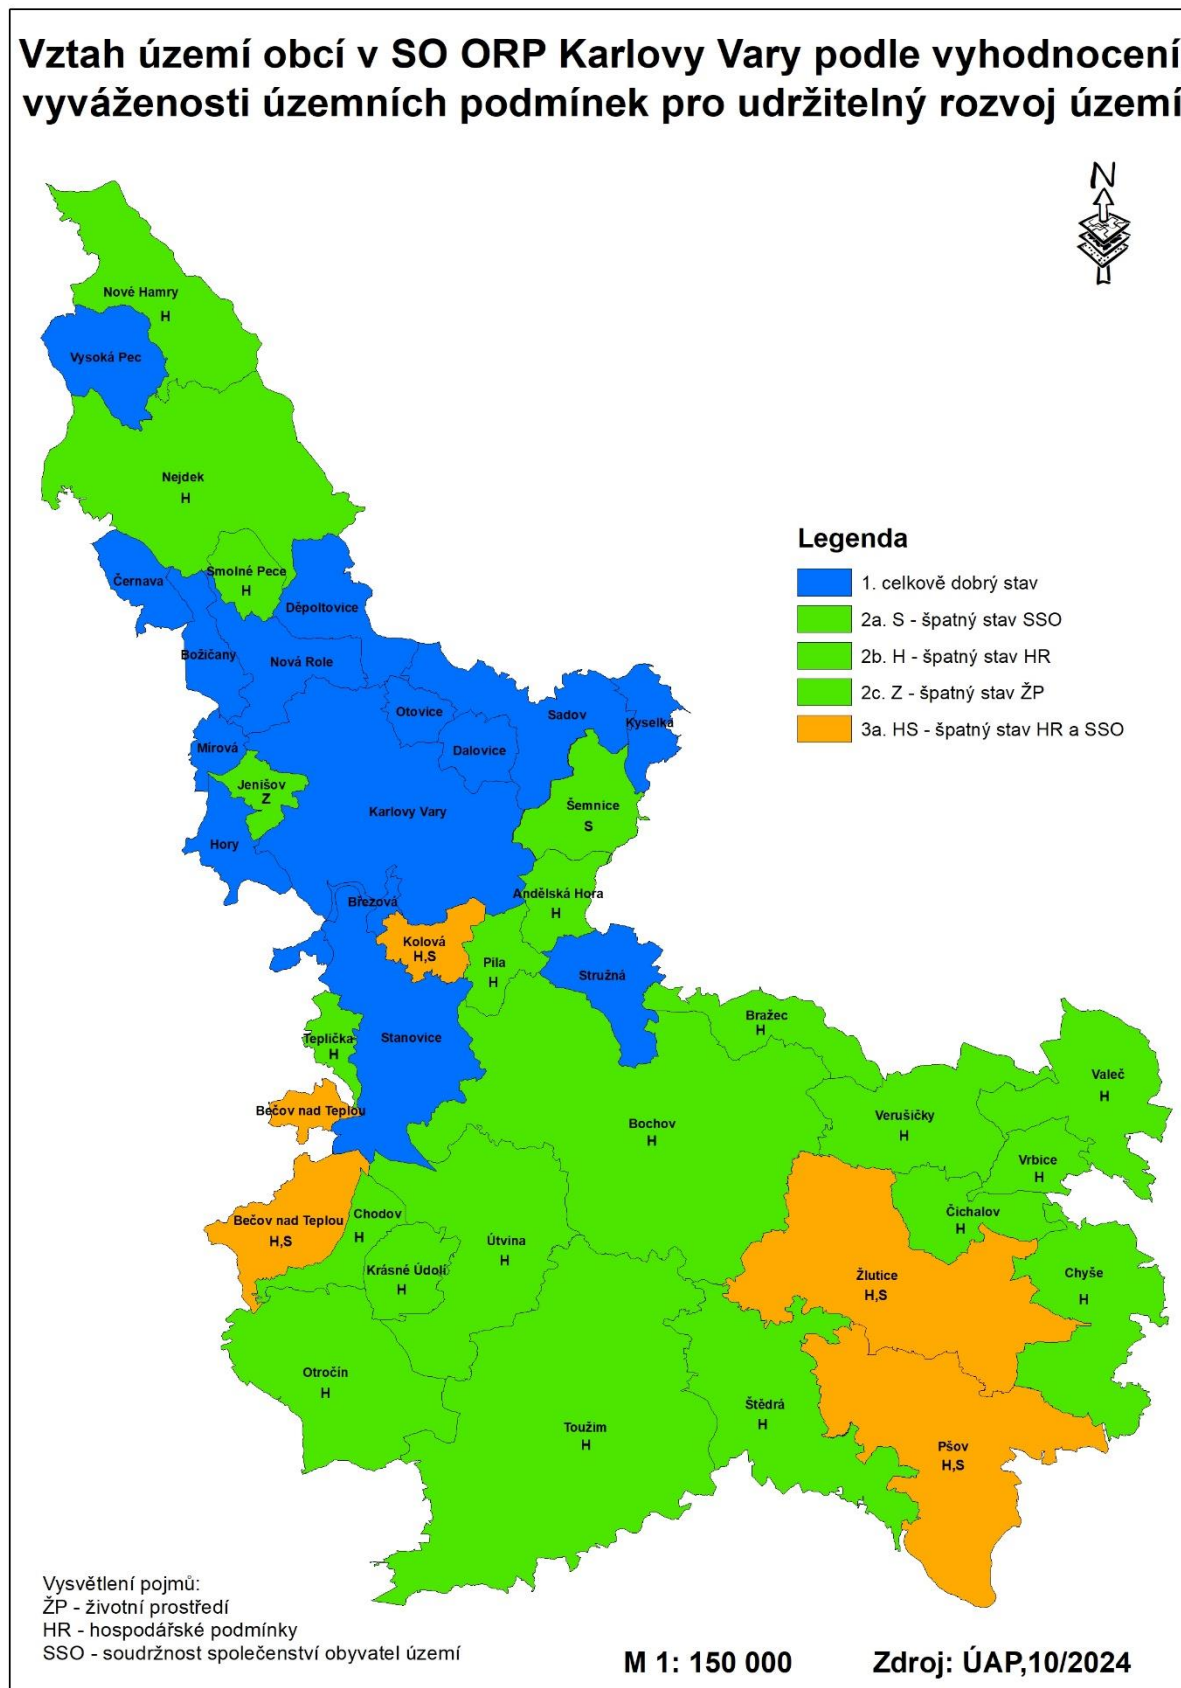 Vztah území obcí v SO ORP Karlovy Vary podle vyhodnocení
vyváženosti územních podmínek pro udržitelný rozvoj území
N
Nové Hamry
H
Vysoká Pec
Nejdek
H
Legenda
1. celkově dobrý stav
2a. S - špatný stav SSO
2b. H - špatný stav HR
2c. Z - špatný stav ŽP
3a. HS - špatný stav HR a SSO
Černava
Smolné Pece
H
Děpoltovice
Božičany
Nová Role
Otovice
Sadov
Kyselka
Mírová
Dalovice
Jenišov
Z
Karlovy Vary
Šemnice
S
Hory
Andělská Hora
H
Březová
Kolová
H,S
Pila
H
Stružná
Teplička
H
Stanovice
Bražec
H
Valeč
H
Bečov nad Teplou
Bochov
H
Verušičky
H
Vrbice
H
Bečov nad Teplou
H,S
Chodov
H
Čichalov
H
Útvina
H
Krásné Údolí
H
Žlutice
H,S
Chyše
H
Otročín
H
Štědrá
H
Toužim
H
Pšov
H,S
Vysvětlení pojmů:
ŽP - životní prostředí
HR - hospodářské podmínky
SSO - soudržnost společenství obyvatel území
M 1: 150 000
Zdroj: ÚAP,10/2024